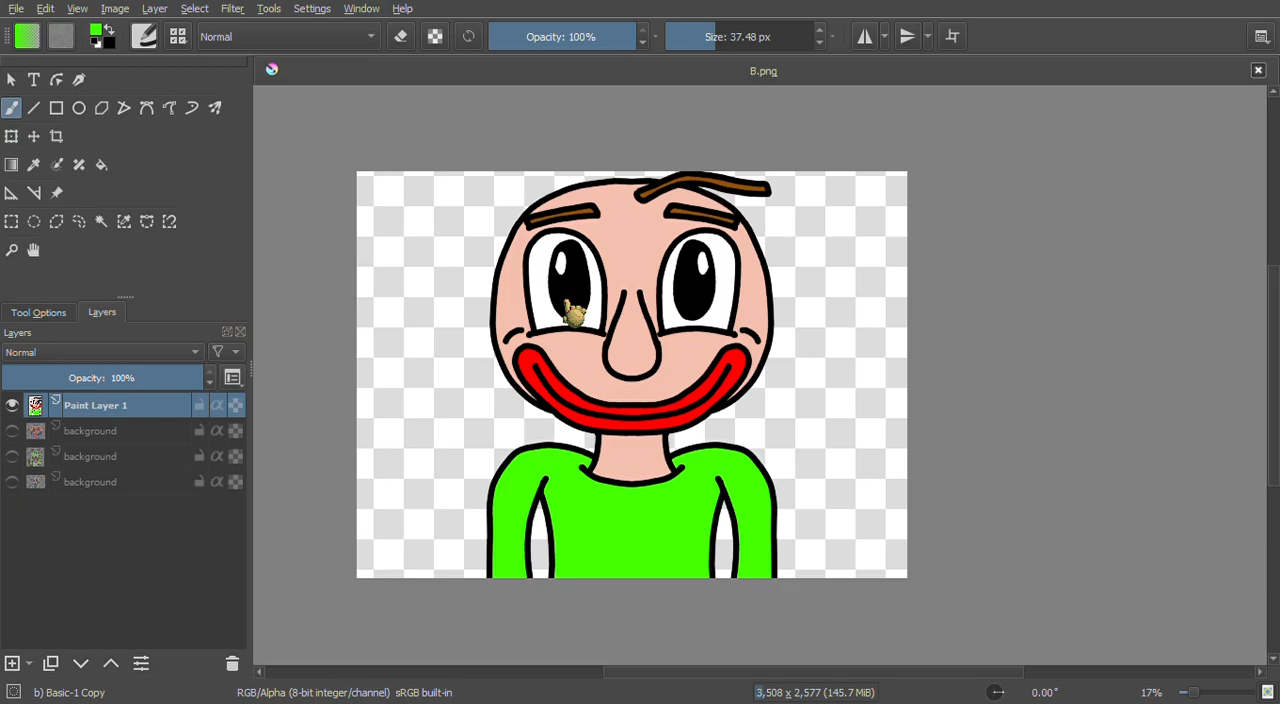 File Edit View Image Layer Select Filter Tools Settings Window Help
Normal Opacity: 100% Size: 37.48 px
B.png
Tool Options Layers
Layers
Normal
Opacity: 100%
Paint Layer 1
background
background
background
b) Basic-1 Copy RGB/Alpha (8-bit integer/channel) sRGB built-in 3,508 x 2,577 (145.7 MiB) 0.00° 17%